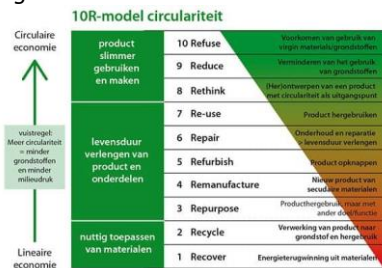 10R-model circulariteit
Circulaire
economie
vuistregel:
Meer circulariteit
= minder
grondstoffen
en minder
milieudruk
Lineaire
economie
product
slimmer
gebruiken
en maken
levensduur
verlengen van
product en
onderdelen
nuttig toepassen
van materialen
10 Refuse
Voorkomen van gebruik van
virgin materials/grondstoffen
9 Reduce
Verminderen van het gebruik
van grondstoffen
8 Rethink
(Her)ontwerpen van een product
met circulariteit als uitgangspunt
7 Re-use
Product hergebruiken
6 Repair
Onderhoud en reparatie
> levensduur verlengen
5 Refurbish
Product opknappen
4 Remanufacture
Nieuw product van
secudaire materialen
3 Repurpose
Producthergebruik, maar met
ander doel/functie
2 Recycle
Verwerking van product naar
grondstof en hergebruik
1 Recover
Energieterugwinning uit materialen